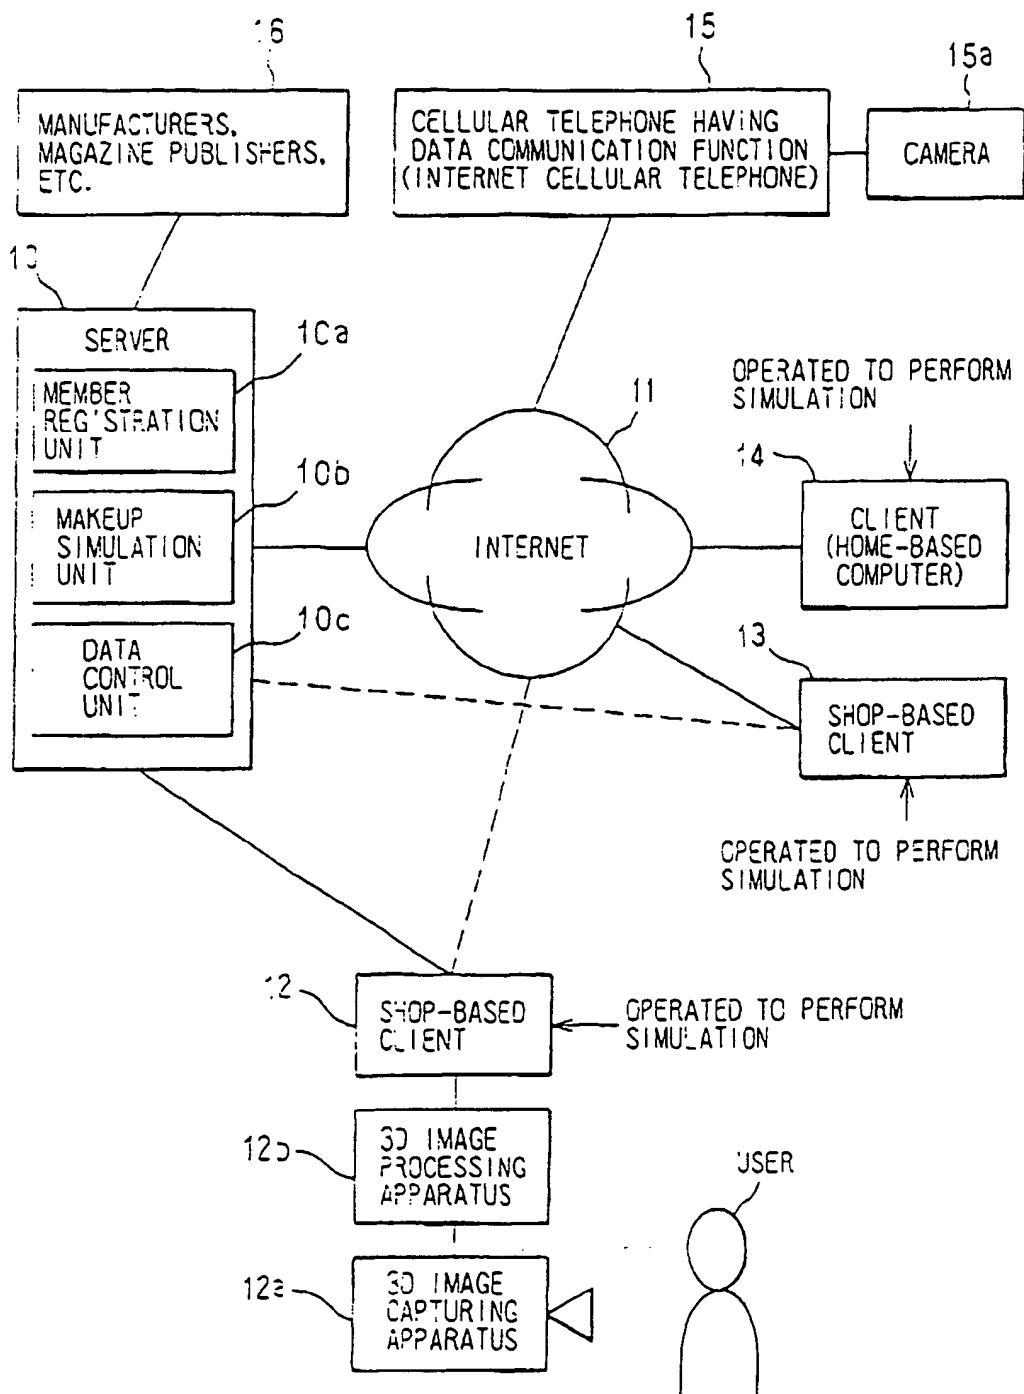 16
15
15a
MANUFACTURERS,
MAGAZINE PUBLISHERS,
ETC.
CELLULAR TELEPHONE HAVING
DATA COMMUNICATION FUNCTION
(INTERNET CELLULAR TELEPHONE)
CAMERA
10
SERVER
10a
MEMBER
REGISTRATION
UNIT
10b
MAKEUP
SIMULATION
UNIT
10c
DATA
CONTROL
UNIT
11
INTERNET
OPERATED TO PERFORM
SIMULATION
14
CLIENT
(HOME-BASED
COMPUTER)
13
SHOP-BASED
CLIENT
OPERATED TO PERFORM
SIMULATION
12
SHOP-BASED
CLIENT
OPERATED TO PERFORM
SIMULATION
12b
3D IMAGE
PROCESSING
APPARATUS
USER
12a
3D IMAGE
CAPTURING
APPARATUS